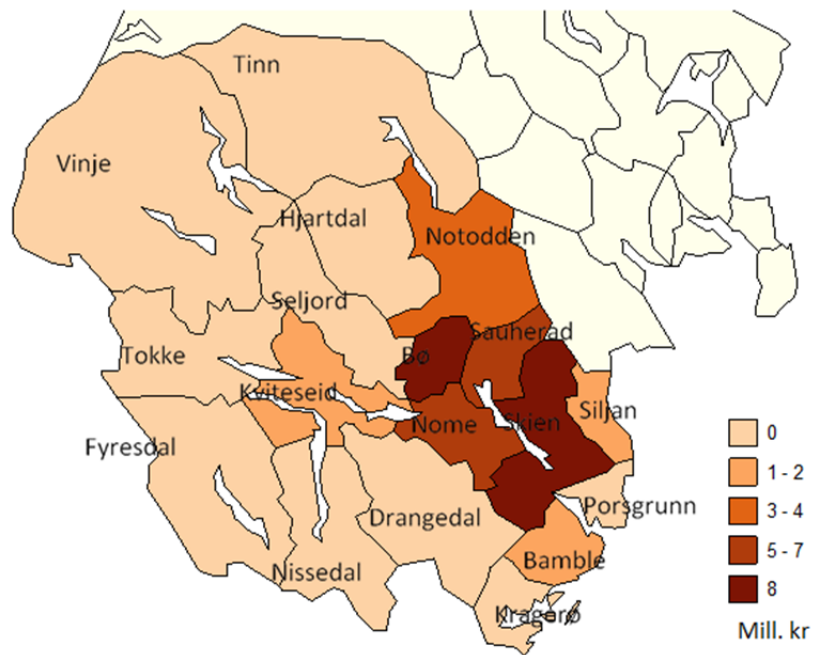 Tinn
Vinje
Hjartdal
Notodden
Seljord
Sauherad
Tokke
Bø
Kviteseid
Siljan
Nome
Skien
Fyresdal
Porsgrunn
Drangedal
Bamble
Nissedal
Kragerø
0
1 - 2
3 - 4
5 - 7
8
Mill. kr